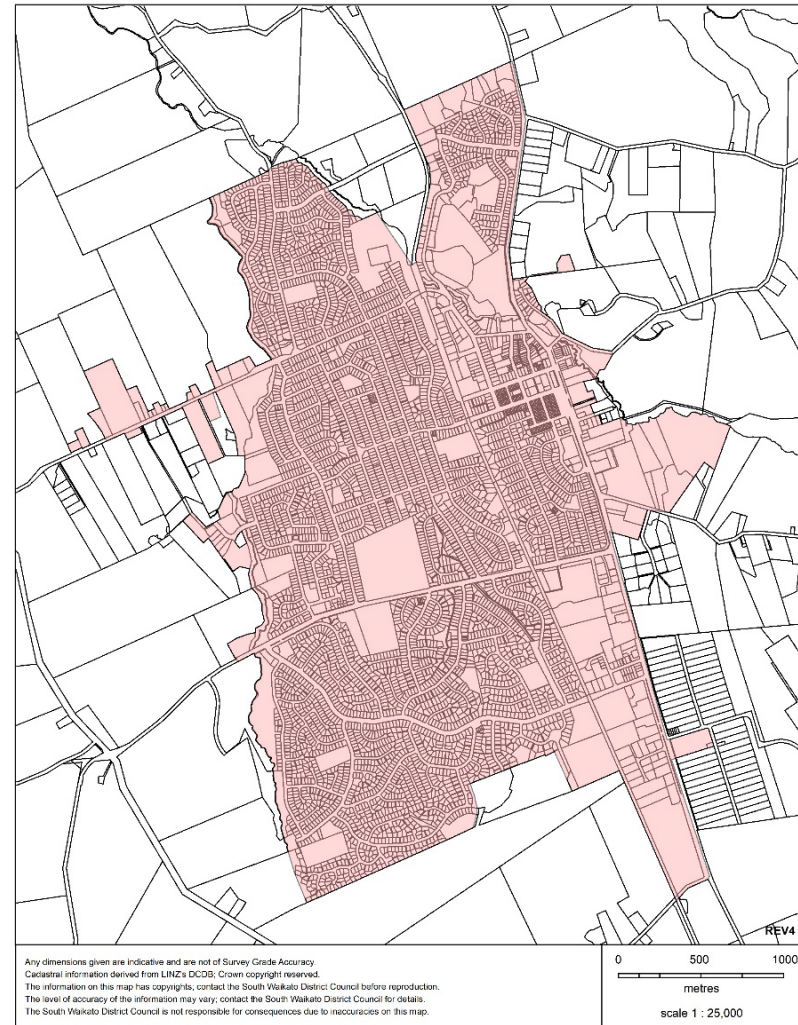 REV4
Any dimensions given are indicative and are not of Survey Grade Accuracy.
Cadastral information derived from LINZ's DCDB; Crown copyright reserved.
The information on this map has copyrights; contact the South Waikato District Council before reproduction.
The level of accuracy of the information may vary; contact the South Waikato District Council for details.
The South Waikato District Council is not responsible for consequences due to inaccuracies on this map.
0 500 1000
metres
scale 1 : 25,000